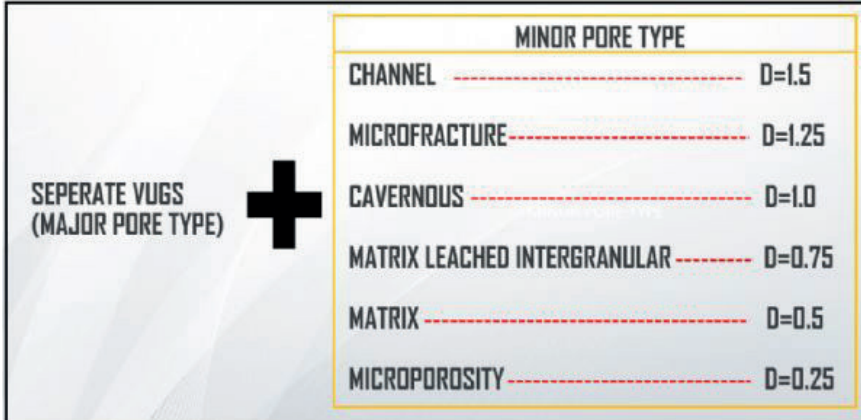 MINOR PORE TYPE
CHANNEL ------------------------------ D=1.5
MICROFRACTURE------------------------ D=1.25
SEPERATE VUGS
(MAJOR PORE TYPE)
CAVERNOUS ---------------------------- D=1.0
MATRIX LEACHED INTERGRANULAR -------- D=0.75
MATRIX --------------------------------- D=0.5
MICROPOROSITY------------------------ D=0.25